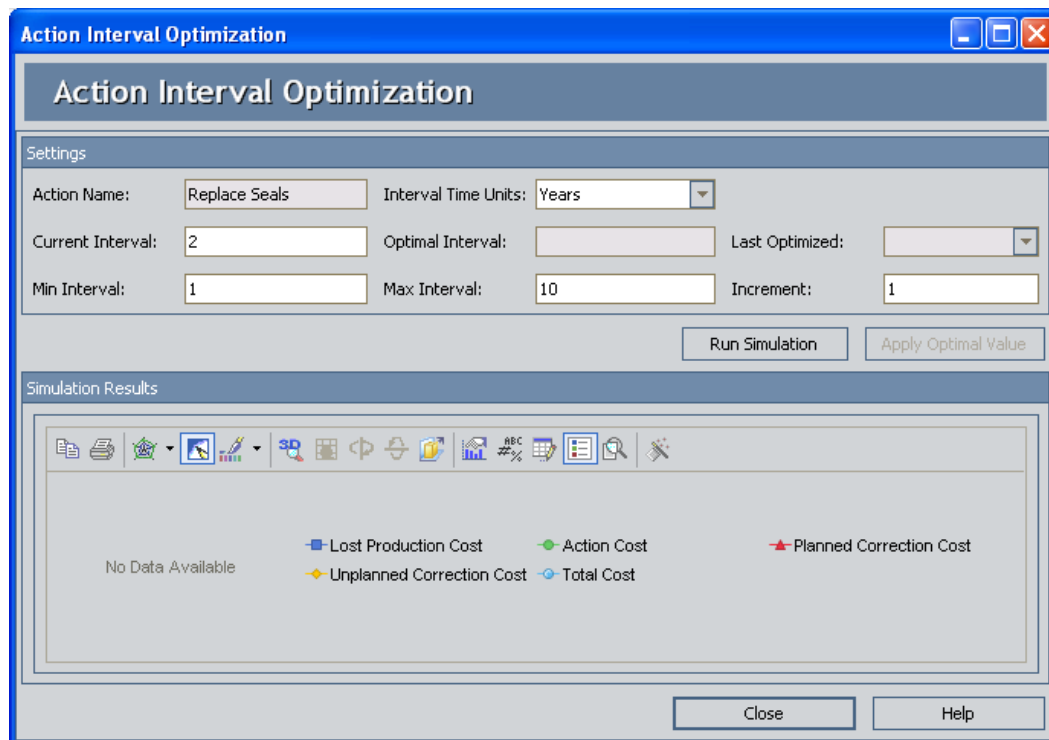 Action Interval Optimization
Action Interval Optimization
Settings
Action Name: Replace Seals Interval Time Units: Years
Current Interval: 2 Optimal Interval: Last Optimized:
Min Interval: 1 Max Interval: 10 Increment: 1
Run Simulation Apply Optimal Value
Simulation Results
3D ABC #%
Lost Production Cost Action Cost Planned Correction Cost
No Data Available
Unplanned Correction Cost Total Cost
Close Help